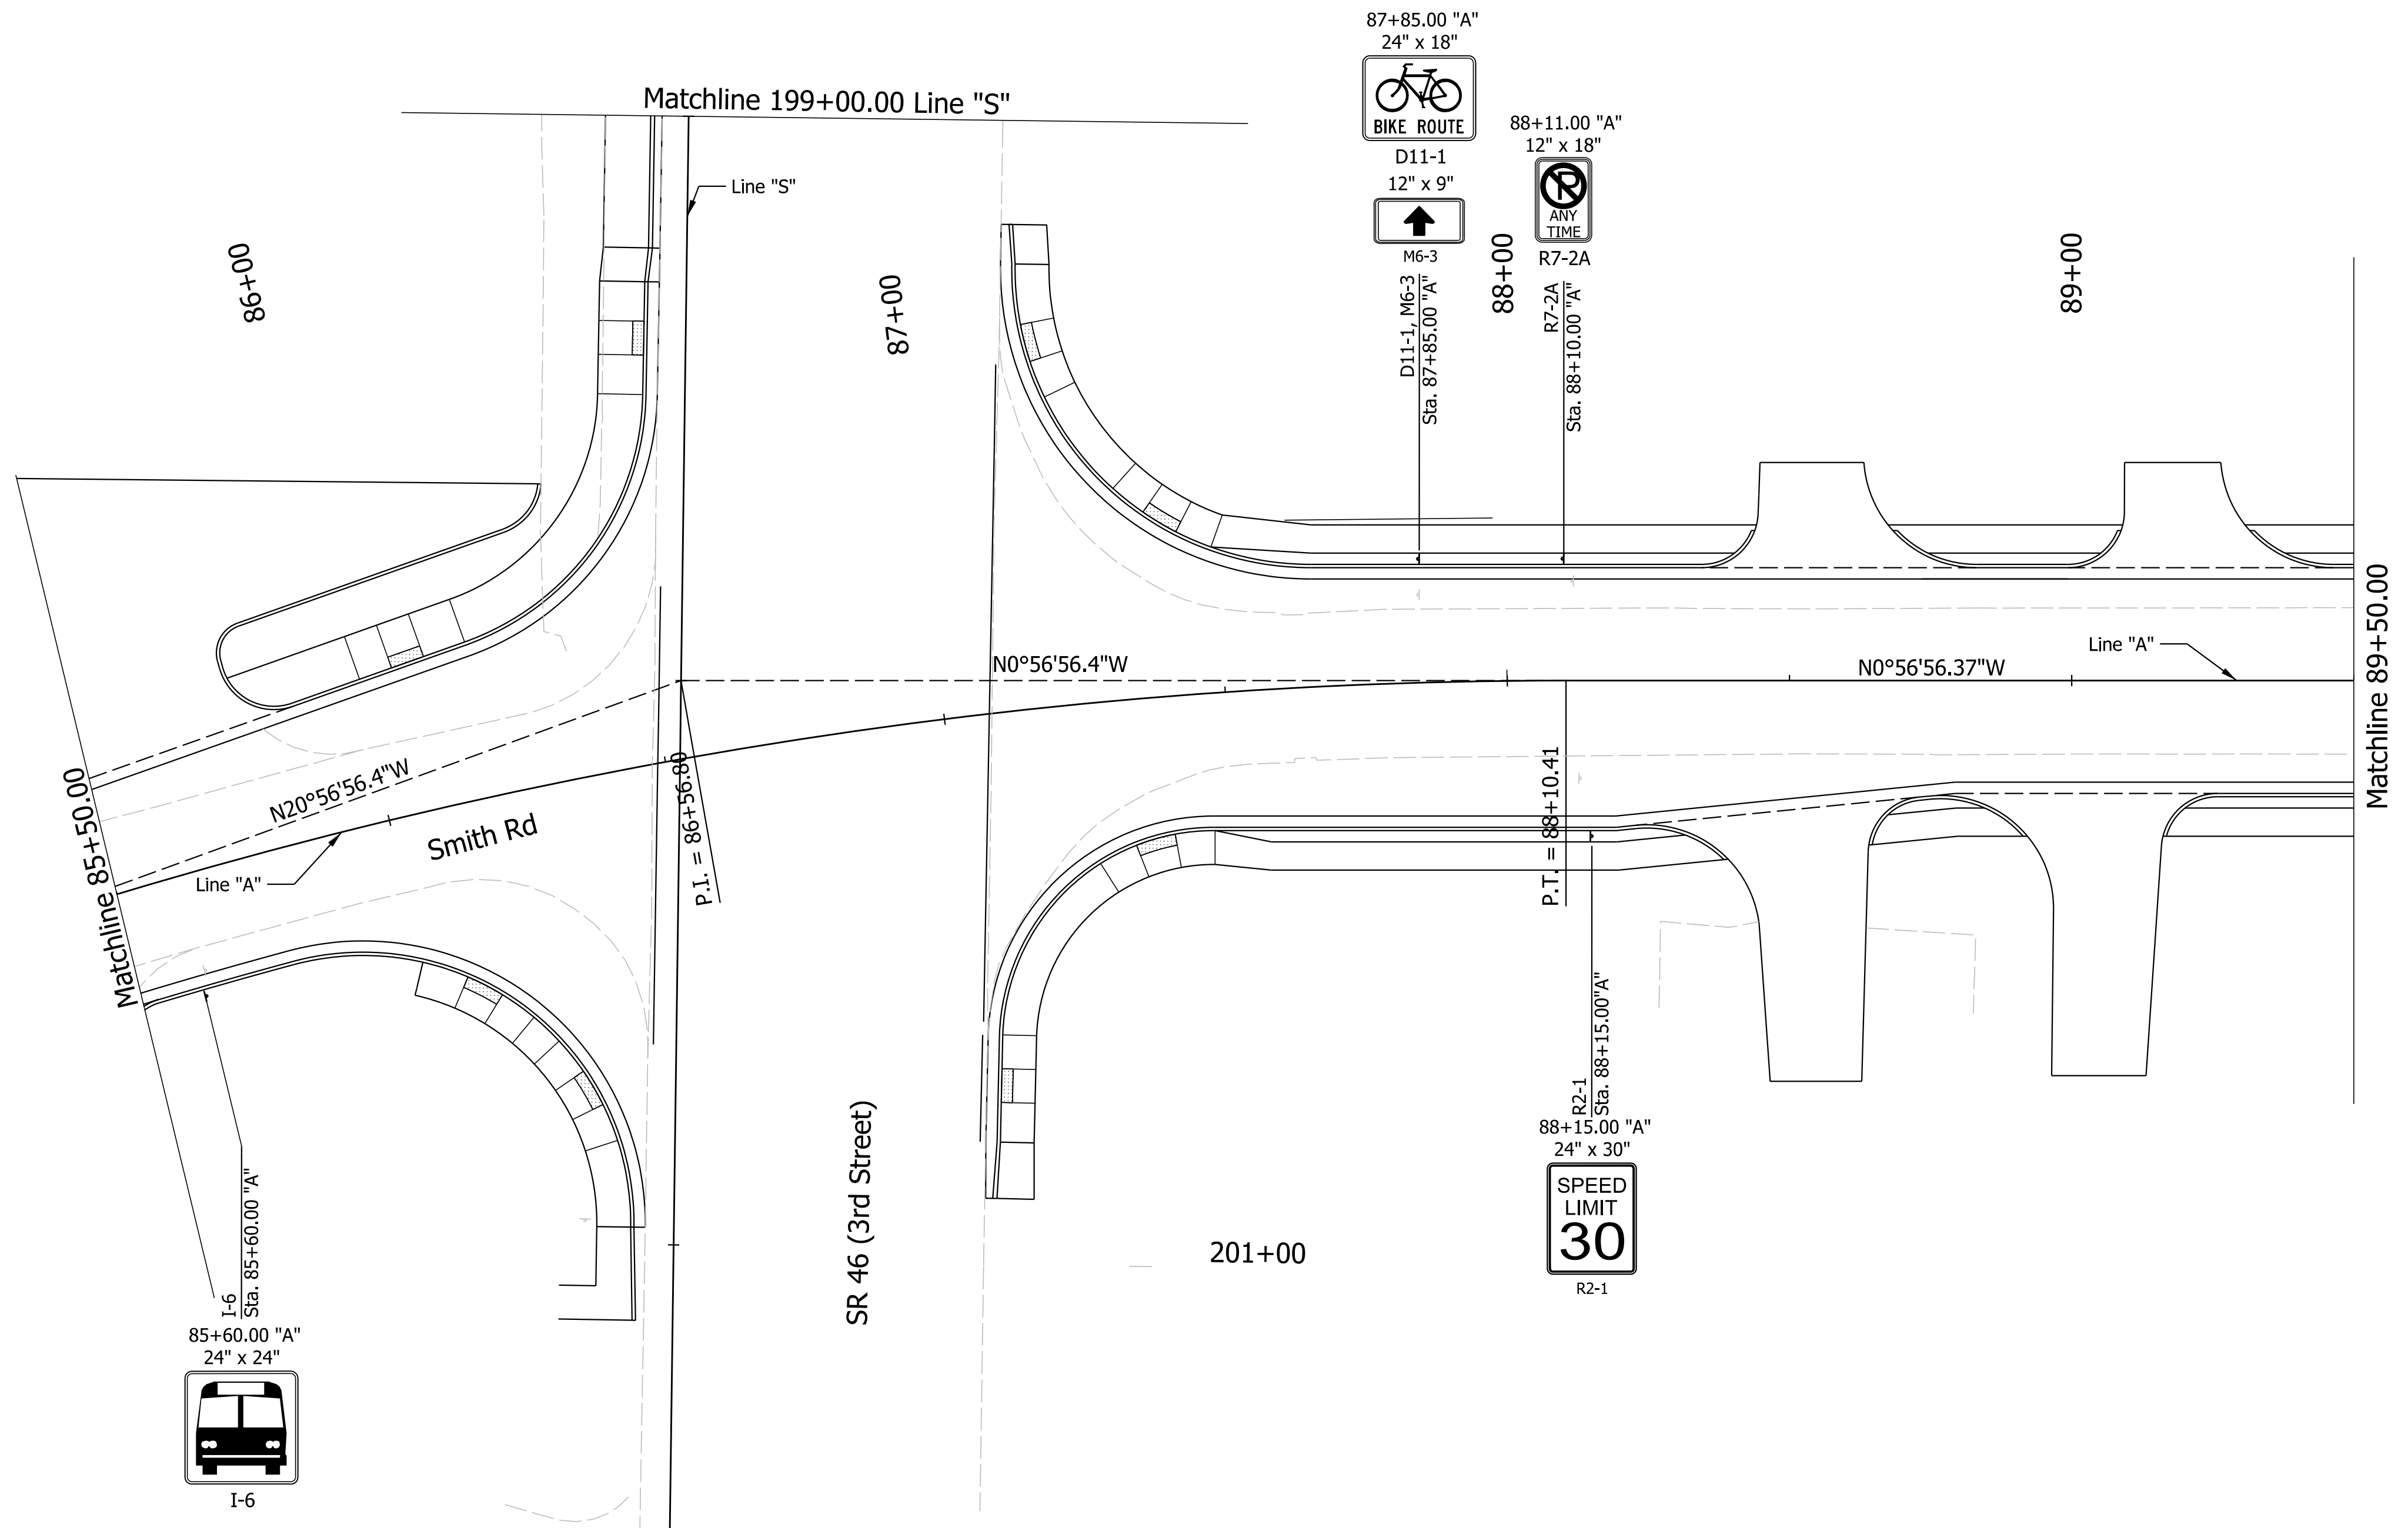 87+85.00 "A"
24" x 18"
BIKE ROUTE
D11-1
12" x 9"
M6-3
D11-1, M6-3
Sta. 87+85.00 "A"
88+11.00 "A"
12" x 18"
P
ANY
TIME
R7-2A
R7-2A
Sta. 88+10.00 "A"
Matchline 199+00.00 Line "S"
Line "S"
86+00
87+00
88+00
89+00
N0°56'56.4"W
N0°56'56.37"W
Line "A"
Matchline 89+50.00
Matchline 85+50.00
N20°56'56.4"W
Smith Rd
Line "A"
P.I. = 86+56.80
P.T. = 88+10.41
R2-1
Sta. 88+15.00"A"
88+15.00 "A"
24" x 30"
SPEED
LIMIT
30
R2-1
SR 46 (3rd Street)
201+00
I-6
Sta. 85+60.00 "A"
85+60.00 "A"
24" x 24"
I-6